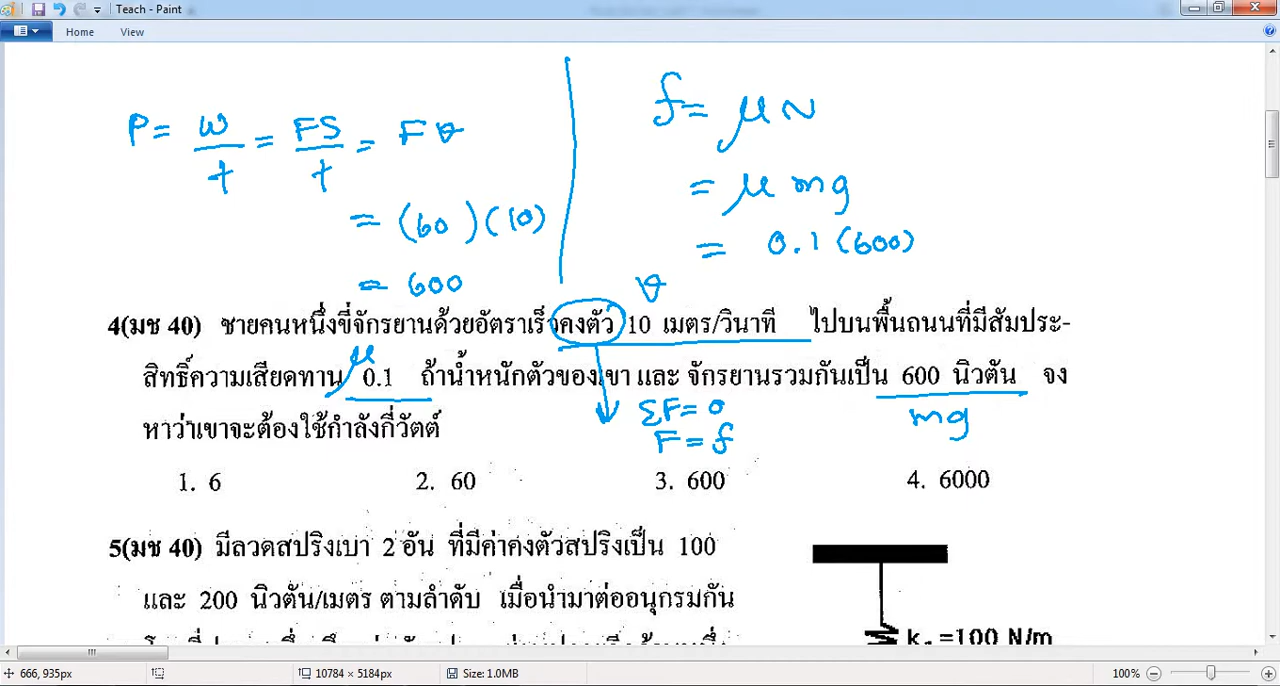 Teach - Paint
Home View
P = W/t = FS/t = Fv
= (60)(10)
= 600
f = μN
= μmg
= 0.1(600)
v
4(มช 40) ชายคนหนึ่งขี่จักรยานด้วยอัตราเร็วคงตัว 10 เมตร/วินาที ไปบนพื้นถนนที่มีสัมประ-
μ
สิทธิ์ความเสียดทาน 0.1 ถ้าน้ำหนักตัวของเขา และ จักรยานรวมกันเป็น 600 นิวตัน จง
ΣF = 0
mg
หาว่าเขาจะต้องใช้กำลังกี่วัตต์
F = f
1. 6 2. 60 3. 600 4. 6000
5(มช 40) มีลวดสปริงเบา 2 อัน ที่มีค่าคงตัวสปริงเป็น 100
และ 200 นิวตัน/เมตร ตามลำดับ เมื่อนำมาต่ออนุกรมกัน
=100 N/m
666, 935px 10784 × 5184px Size: 1.0MB 100%